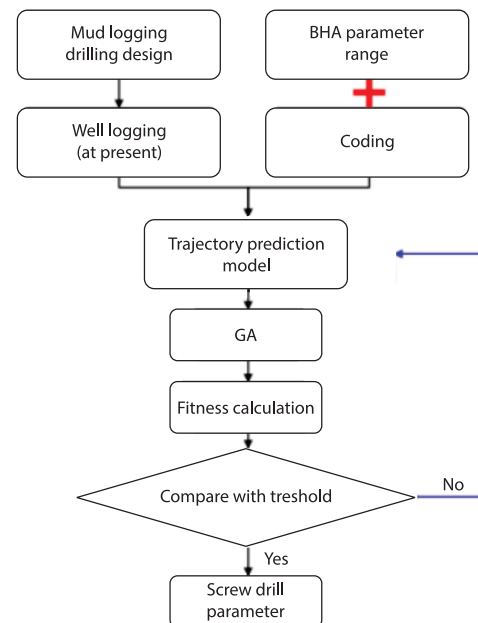 Mud logging
drilling design
BHA parameter
range
Well logging
(at present)
Coding
Trajectory prediction
model
GA
Fitness calculation
Compare with treshold
No
Yes
Screw drill
parameter